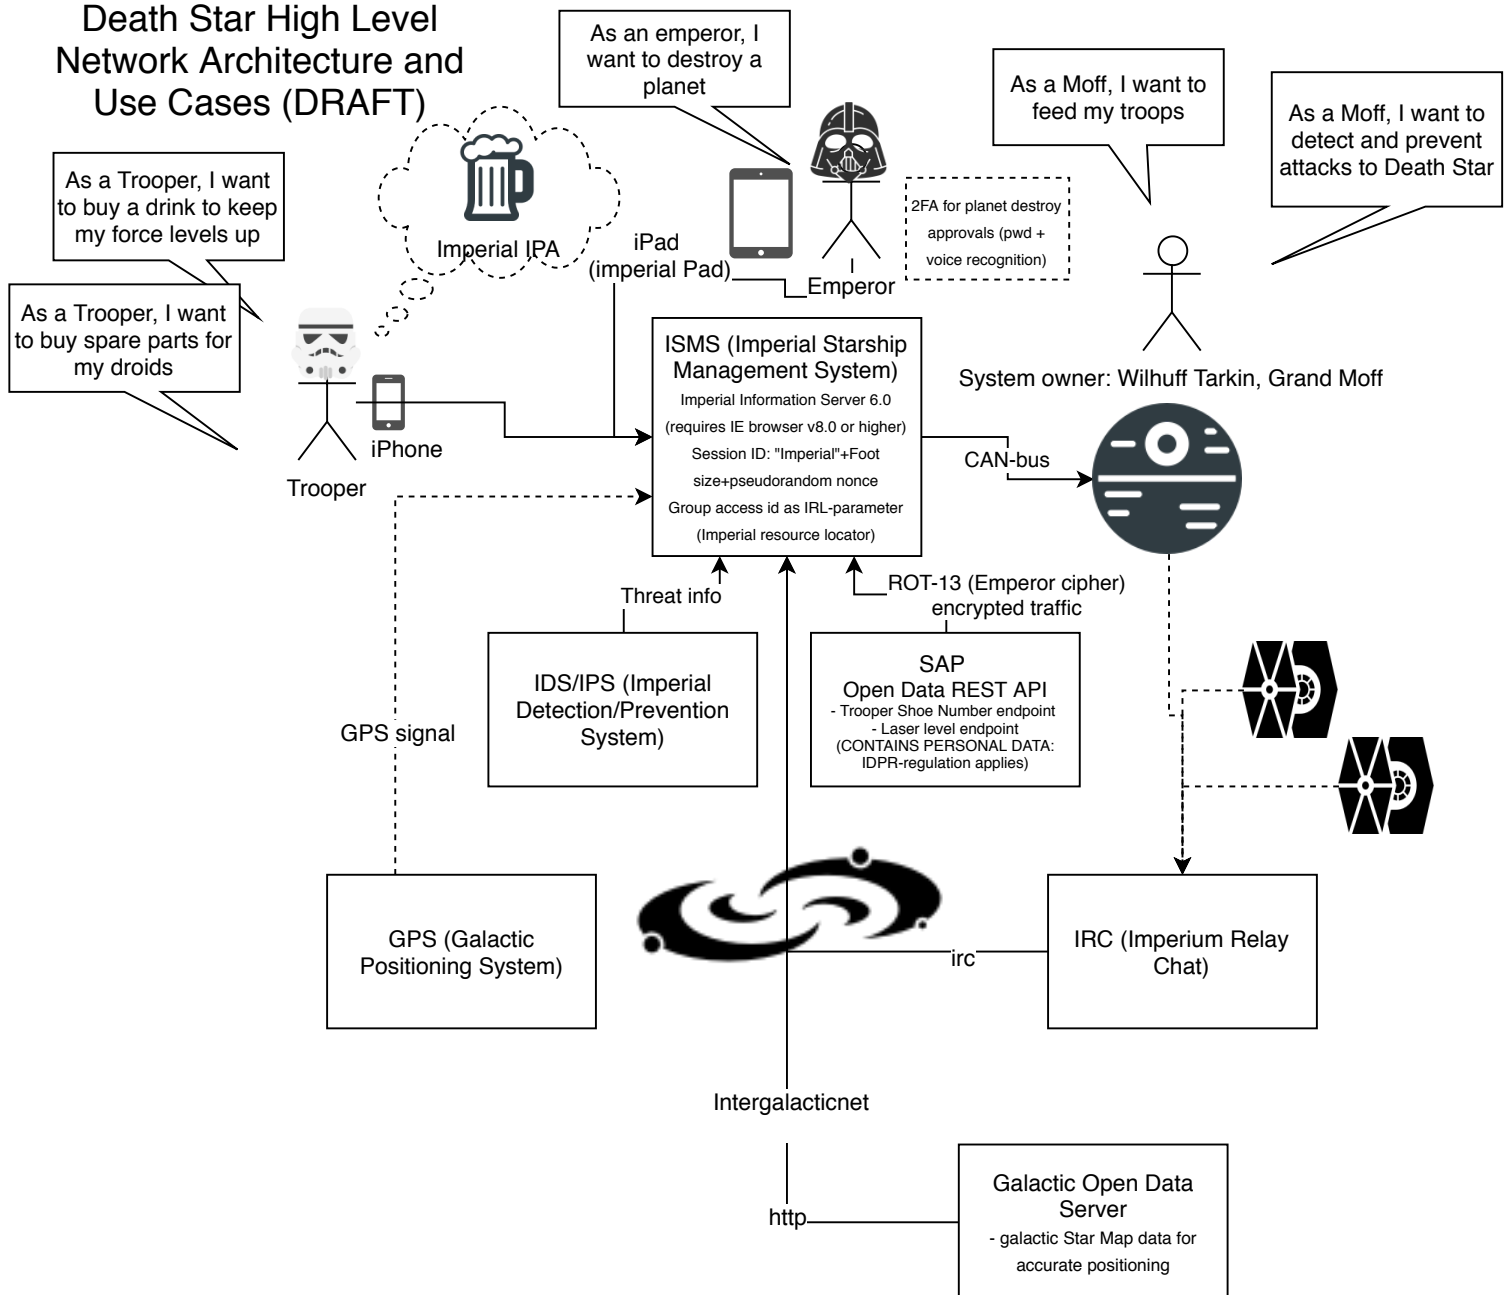 Death Star High Level
Network Architecture and
Use Cases (DRAFT)
As an emperor, I
want to destroy a
planet
As a Moff, I want to
feed my troops
As a Moff, I want to
detect and prevent
attacks to Death Star
As a Trooper, I want
to buy a drink to keep
my force levels up
Imperial IPA
iPad
(imperial Pad)
2FA for planet destroy
approvals (pwd +
voice recognition)
Emperor
As a Trooper, I want
to buy spare parts for
my droids
iPhone
Trooper
ISMS (Imperial Starship
Management System)
Imperial Information Server 6.0
(requires IE browser v8.0 or higher)
Session ID: "Imperial"+Foot
size+pseudorandom nonce
Group access id as IRL-parameter
(Imperial resource locator)
System owner: Wilhuff Tarkin, Grand Moff
CAN-bus
Threat info
ROT-13 (Emperor cipher)
encrypted traffic
IDS/IPS (Imperial
Detection/Prevention
System)
SAP
Open Data REST API
- Trooper Shoe Number endpoint
- Laser level endpoint
(CONTAINS PERSONAL DATA:
IDPR-regulation applies)
GPS signal
GPS (Galactic
Positioning System)
irc
IRC (Imperium Relay
Chat)
Intergalacticnet
http
Galactic Open Data
Server
- galactic Star Map data for
accurate positioning